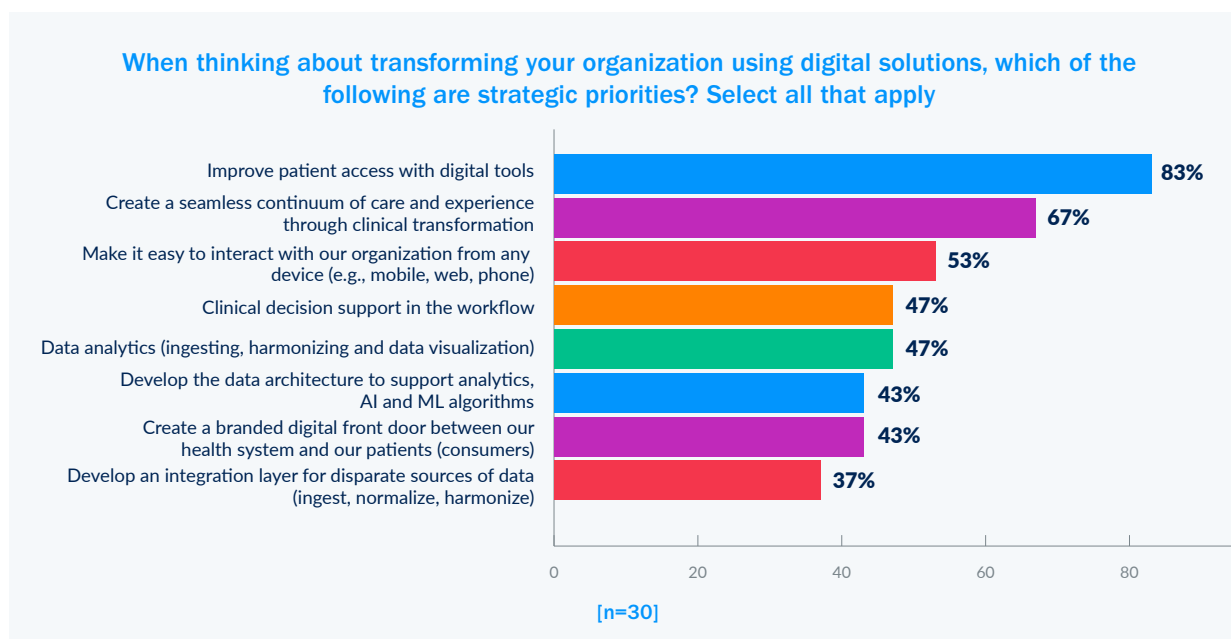 When thinking about transforming your organization using digital solutions, which of the
following are strategic priorities? Select all that apply
Improve patient access with digital tools
83%
Create a seamless continuum of care and experience
through clinical transformation
67%
Make it easy to interact with our organization from any
device (e.g., mobile, web, phone)
53%
Clinical decision support in the workflow
47%
Data analytics (ingesting, harmonizing and data visualization)
47%
Develop the data architecture to support analytics,
AI and ML algorithms
43%
Create a branded digital front door between our
health system and our patients (consumers)
43%
Develop an integration layer for disparate sources of data
(ingest, normalize, harmonize)
37%
0 20 40 60 80
[n=30]